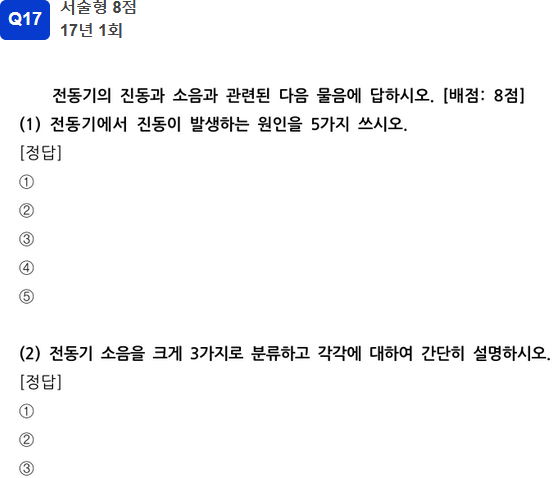 Q17
서술형 8점
17년 1회
전동기의 진동과 소음과 관련된 다음 물음에 답하시오. [배점: 8점]
(1) 전동기에서 진동이 발생하는 원인을 5가지 쓰시오.
[정답]
①
②
③
④
⑤
(2) 전동기 소음을 크게 3가지로 분류하고 각각에 대하여 간단히 설명하시오.
[정답]
①
②
③